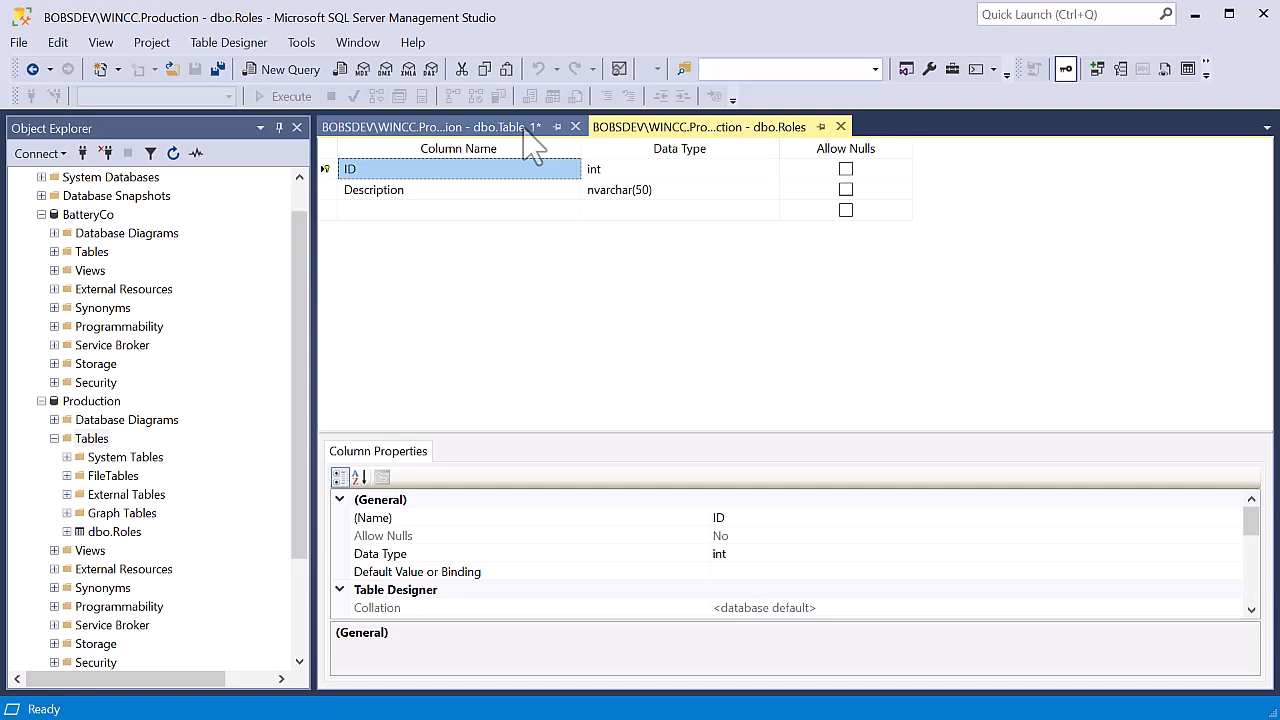 BOBSDEV\WINCC.Production - dbo.Roles - Microsoft SQL Server Management Studio
Quick Launch (Ctrl+Q)
File Edit View Project Table Designer Tools Window Help
New Query
MDX DMX XMLA DAX
Execute
Object Explorer
BOBSDEV\WINCC.Pro...ion - dbo.Table_1*
BOBSDEV\WINCC.Pro...ction - dbo.Roles
Connect
System Databases
Database Snapshots
BatteryCo
Database Diagrams
Tables
Views
External Resources
Synonyms
Programmability
Service Broker
Storage
Security
Production
Database Diagrams
Tables
System Tables
FileTables
External Tables
Graph Tables
dbo.Roles
Views
External Resources
Synonyms
Programmability
Service Broker
Storage
Security
Column Name Data Type Allow Nulls
ID int
Description nvarchar(50)
Column Properties
(General)
(Name) ID
Allow Nulls No
Data Type int
Default Value or Binding
Table Designer
Collation <database default>
(General)
Ready